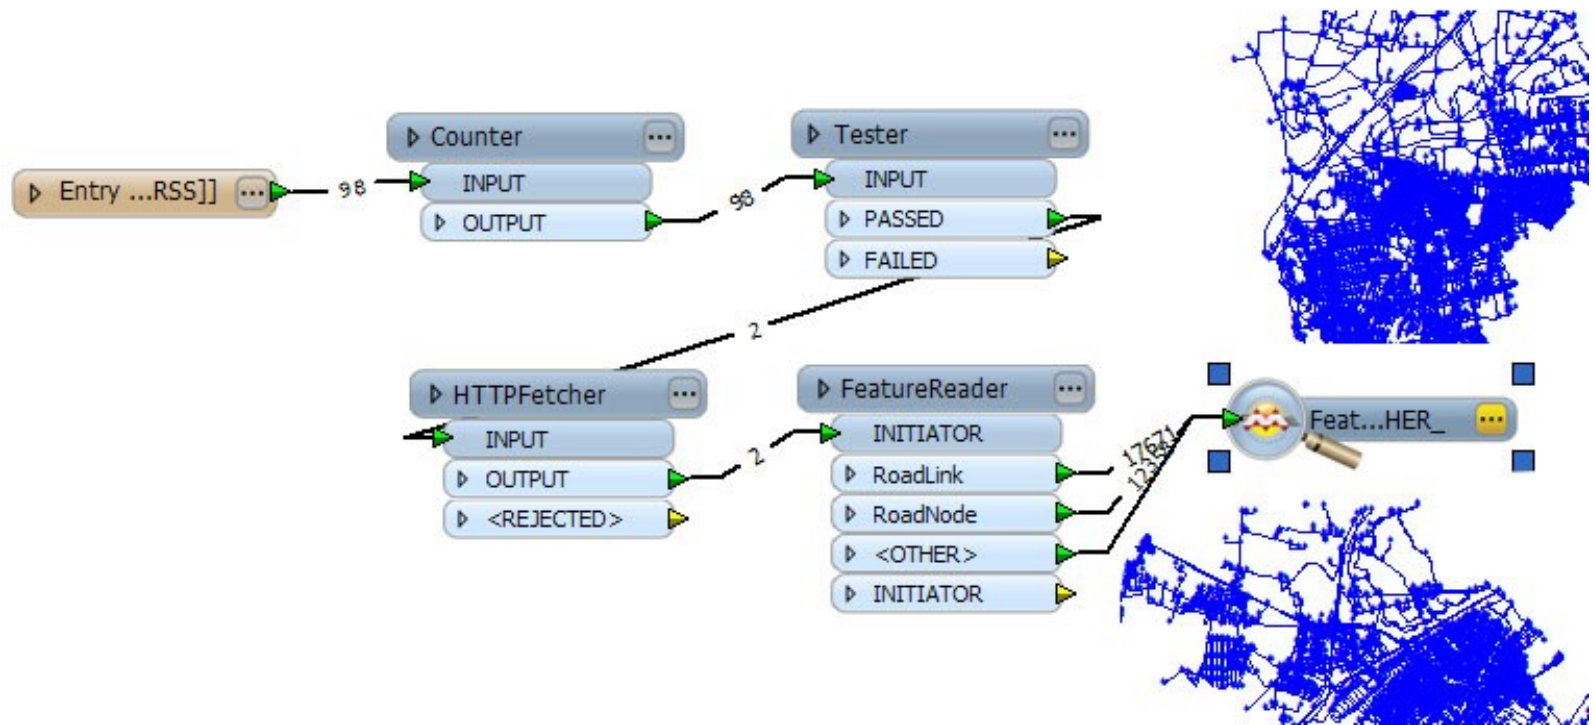 Entry ...RSS]]
98
Counter
INPUT
OUTPUT
98
Tester
INPUT
PASSED
FAILED
2
HTTPFetcher
INPUT
OUTPUT
<REJECTED>
2
FeatureReader
INITIATOR
RoadLink
RoadNode
<OTHER>
INITIATOR
17671
Feat...HER_